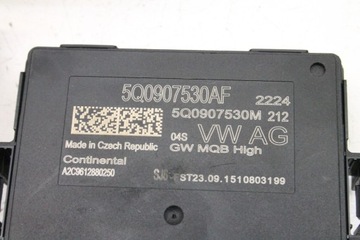 5Q0907530AF 2224
5Q0907530M 212
04S VW AG
Made in Czech Republic GW MQB High
Continental
A2C9612880250 ST23.09.1510803199